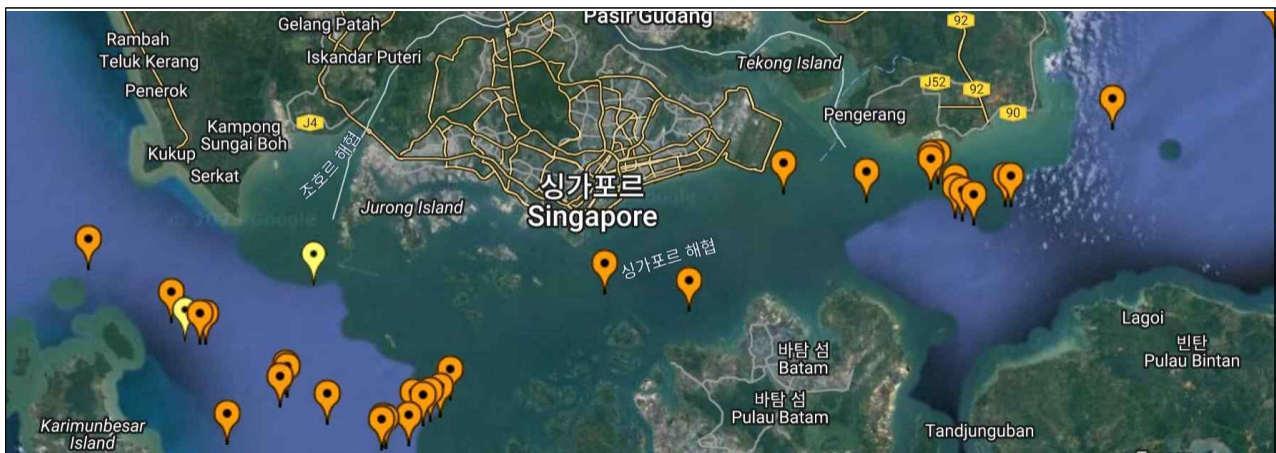 Gelang Patah
Pasir Gudang
92
Rambah
Iskandar Puteri
Teluk Kerang
Tekong Island
Penerok
J52
92
J4
Pengerang
90
Kampong
Sungai Boh
Kukup
조호르 해협
Serkat
싱가포르
Singapore
Jurong Island
싱가포르 해협
Lagoi
바탐 섬
Batam
빈탄
Pulau Bintan
바탐 섬
Pulau Batam
Karimunbesar
Island
Tandjunguban